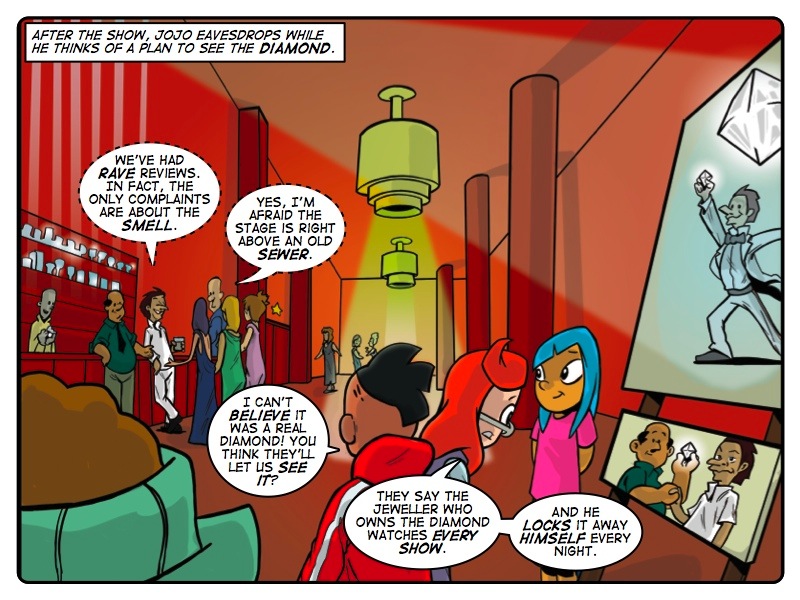 AFTER THE SHOW, JOJO EAVESDROPS WHILE
HE THINKS OF A PLAN TO SEE THE DIAMOND.
WE'VE HAD
RAVE REVIEWS.
IN FACT, THE
ONLY COMPLAINTS
ARE ABOUT THE
SMELL.
YES, I'M
AFRAID THE
STAGE IS RIGHT
ABOVE AN OLD
SEWER.
I CAN'T
BELIEVE IT
WAS A REAL
DIAMOND! YOU
THINK THEY'LL
LET US SEE
IT?
THEY SAY THE
JEWELLER WHO
OWNS THE DIAMOND
WATCHES EVERY
SHOW.
AND HE
LOCKS IT AWAY
HIMSELF EVERY
NIGHT.